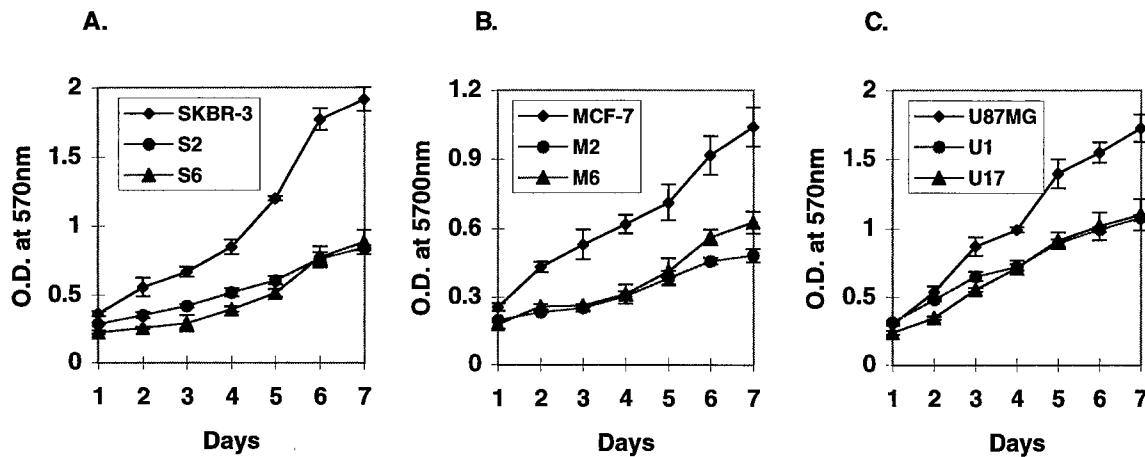 A.
O.D. at 570nm
2
1.5
1
0.5
0
SKBR-3
S2
S6
1 2 3 4 5 6 7
Days
B.
O.D. at 5700nm
1.2
0.9
0.6
0.3
0
MCF-7
M2
M6
1 2 3 4 5 6 7
Days
C.
O.D. at 570nm
2
1.5
1
0.5
0
U87MG
U1
U17
1 2 3 4 5 6 7
Days